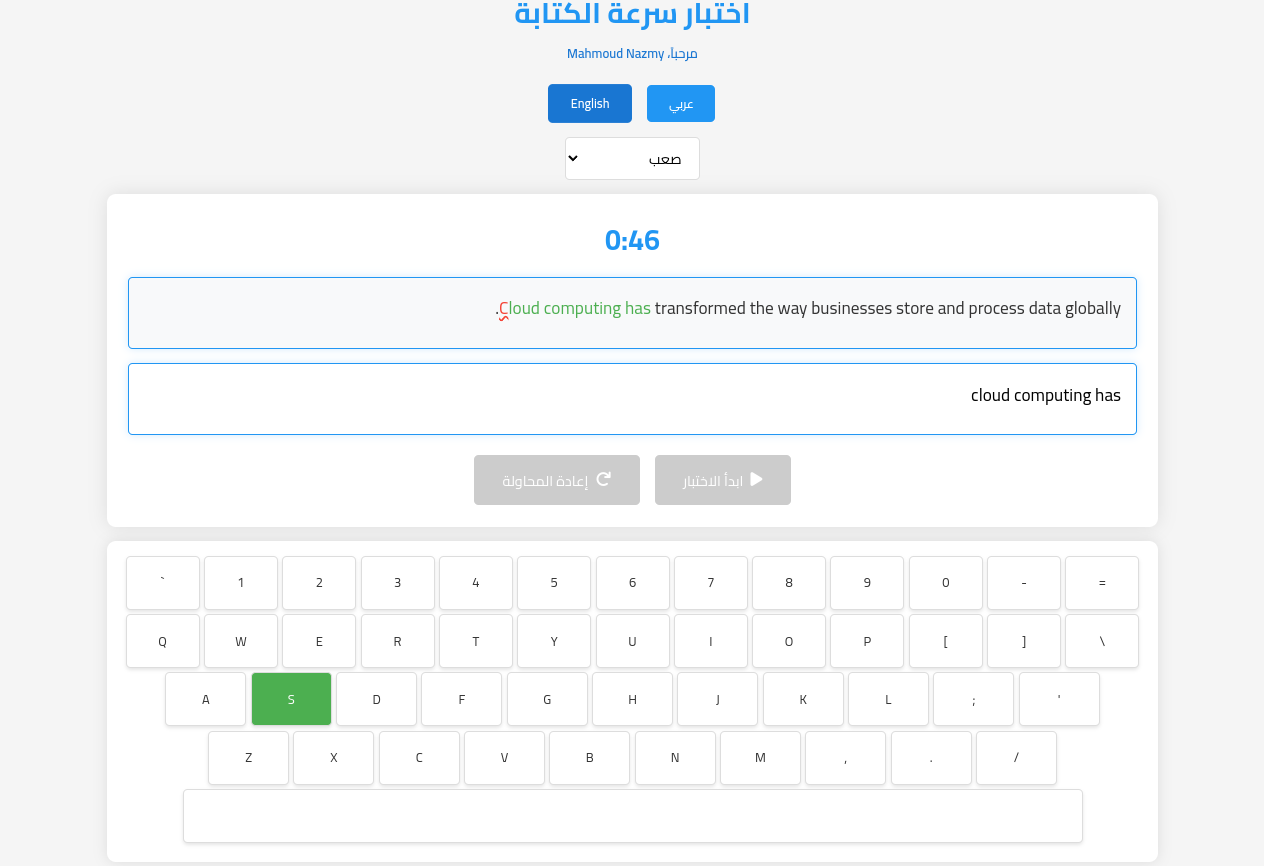 اختبار سرعة الكتابة
مرحباً، Mahmoud Nazmy
عربي English
صعب
0:46
Cloud computing has transformed the way businesses store and process data globally.
cloud computing has
ابدأ الاختبار إعادة المحاولة
` 1 2 3 4 5 6 7 8 9 0 - =
Q W E R T Y U I O P [ ] \
A S D F G H J K L ; '
Z X C V B N M , . /